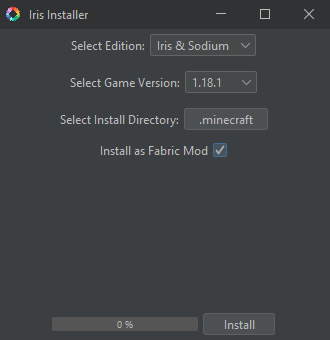 Iris Installer
Select Edition: Iris & Sodium
Select Game Version: 1.18.1
Select Install Directory: .minecraft
Install as Fabric Mod
0 % Install